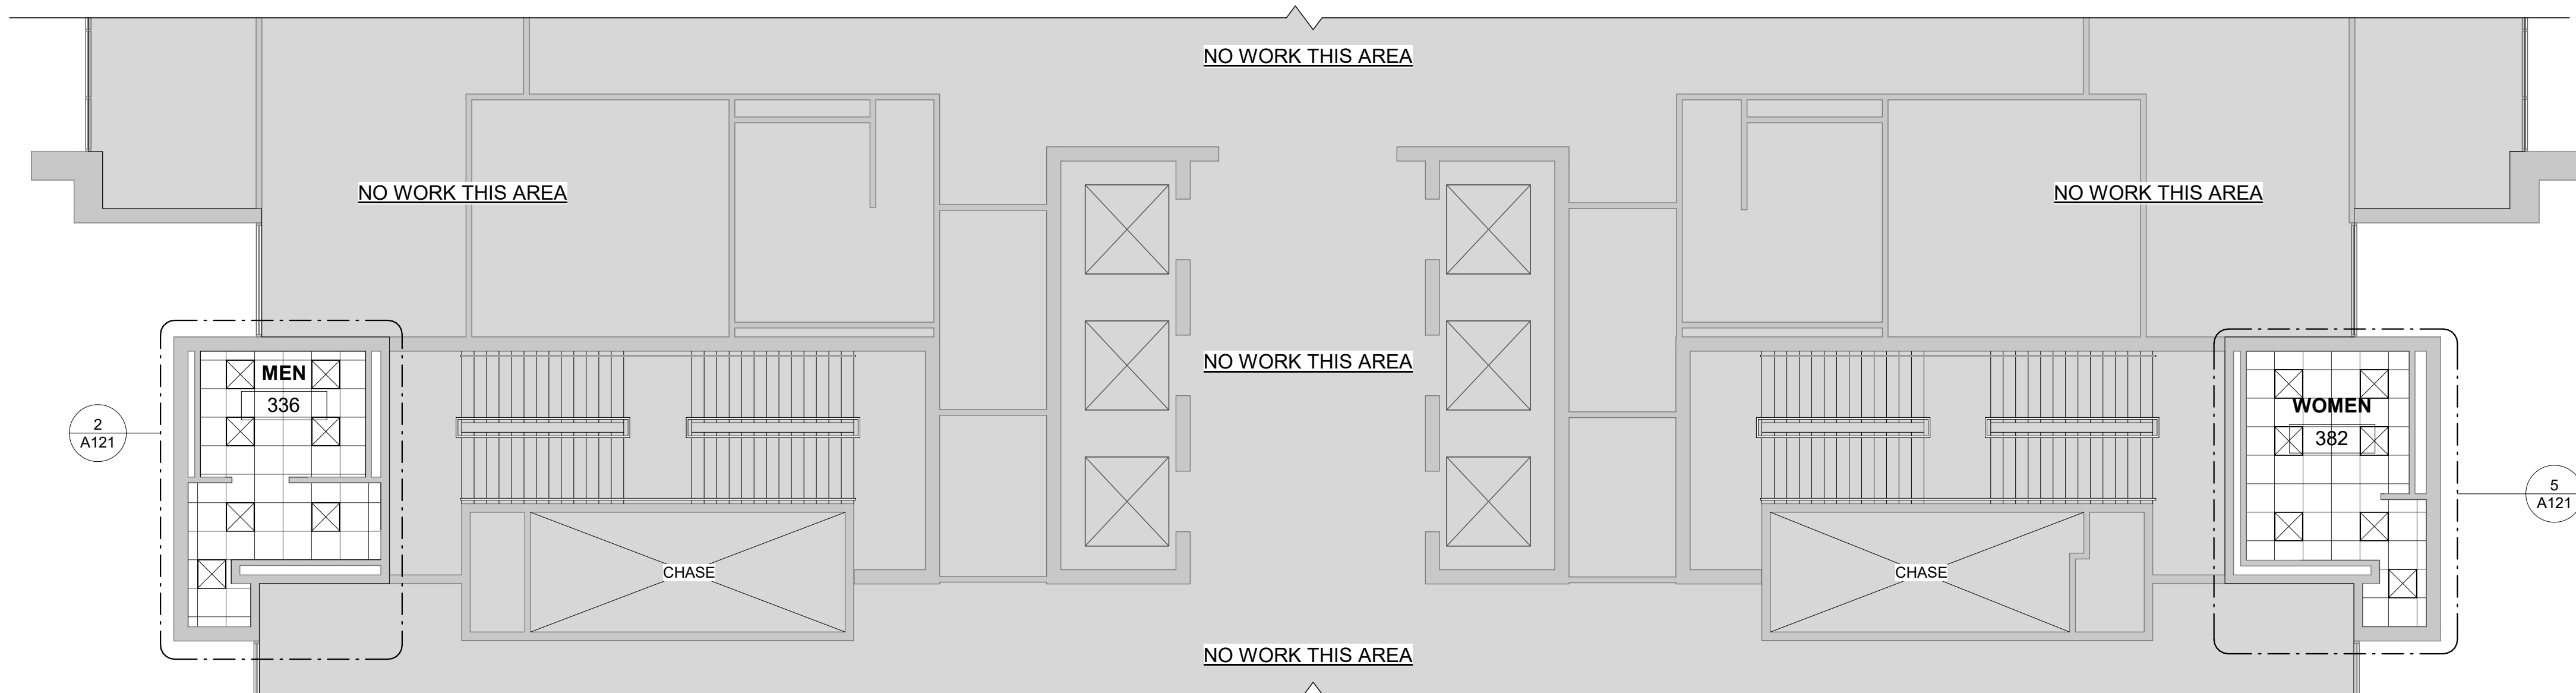 NO WORK THIS AREA
NO WORK THIS AREA
NO WORK THIS AREA
NO WORK THIS AREA
MEN
336
WOMEN
382
2
A121
5
A121
CHASE
CHASE
NO WORK THIS AREA